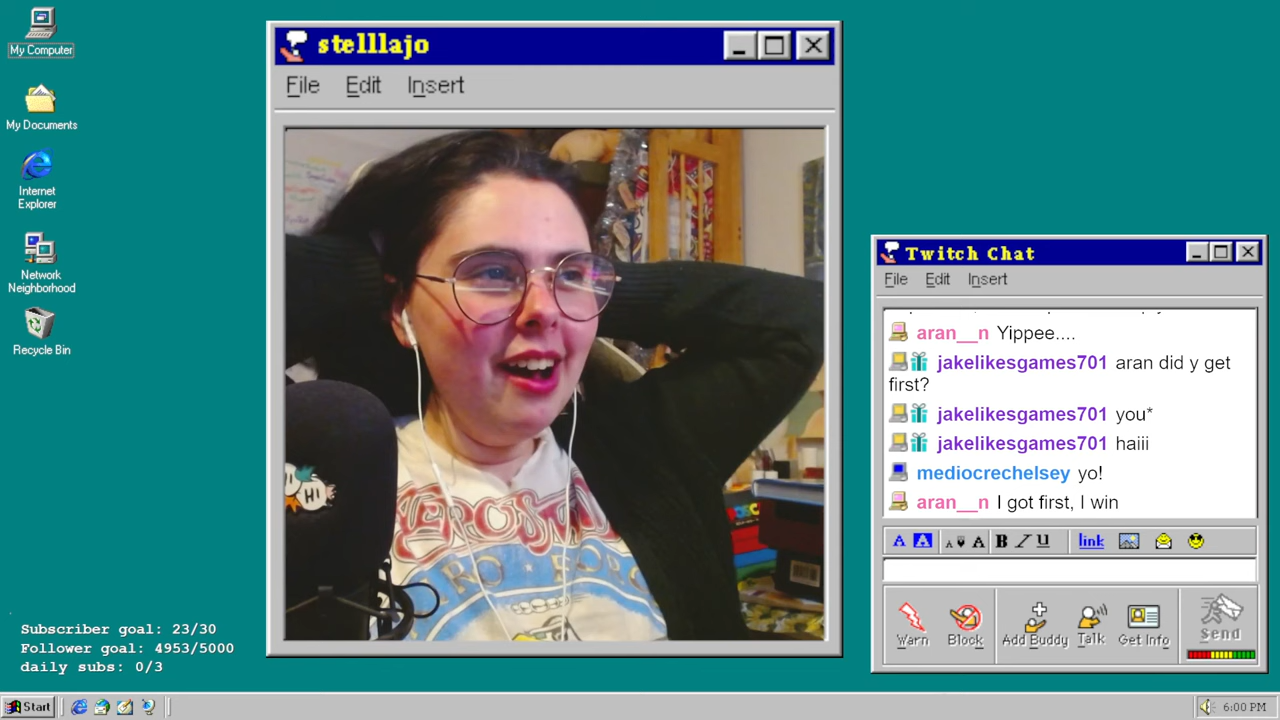 My Computer
My Documents
Internet
Explorer
Network
Neighborhood
Recycle Bin
Subscriber goal: 23/30
Follower goal: 4953/5000
daily subs: 0/3
stelllajo
File Edit Insert
HI
AEROSMITH
Twitch Chat
File Edit Insert
aran__n Yippee....
jakelikesgames701 aran did y get
first?
jakelikesgames701 you*
jakelikesgames701 haiii
mediocrechelsey yo!
aran__n I got first, I win
A A A A B I U link
Warn Block Add Buddy Talk Get Info Send
Start
6:00 PM